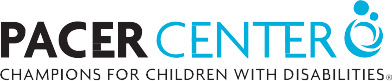 PACER CENTER
CHAMPIONS FOR CHILDREN WITH DISABILITIES®